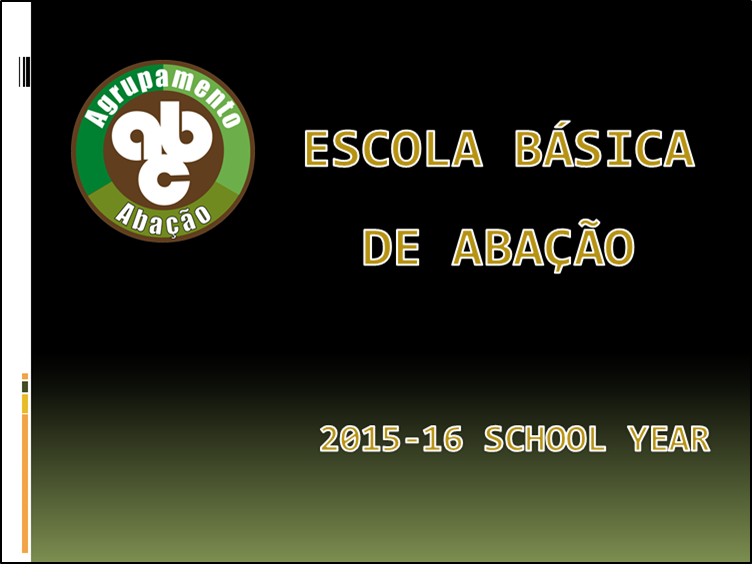 Agrupamento
abc
Abação
ESCOLA BÁSICA
DE ABAÇÃO
2015-16 SCHOOL YEAR